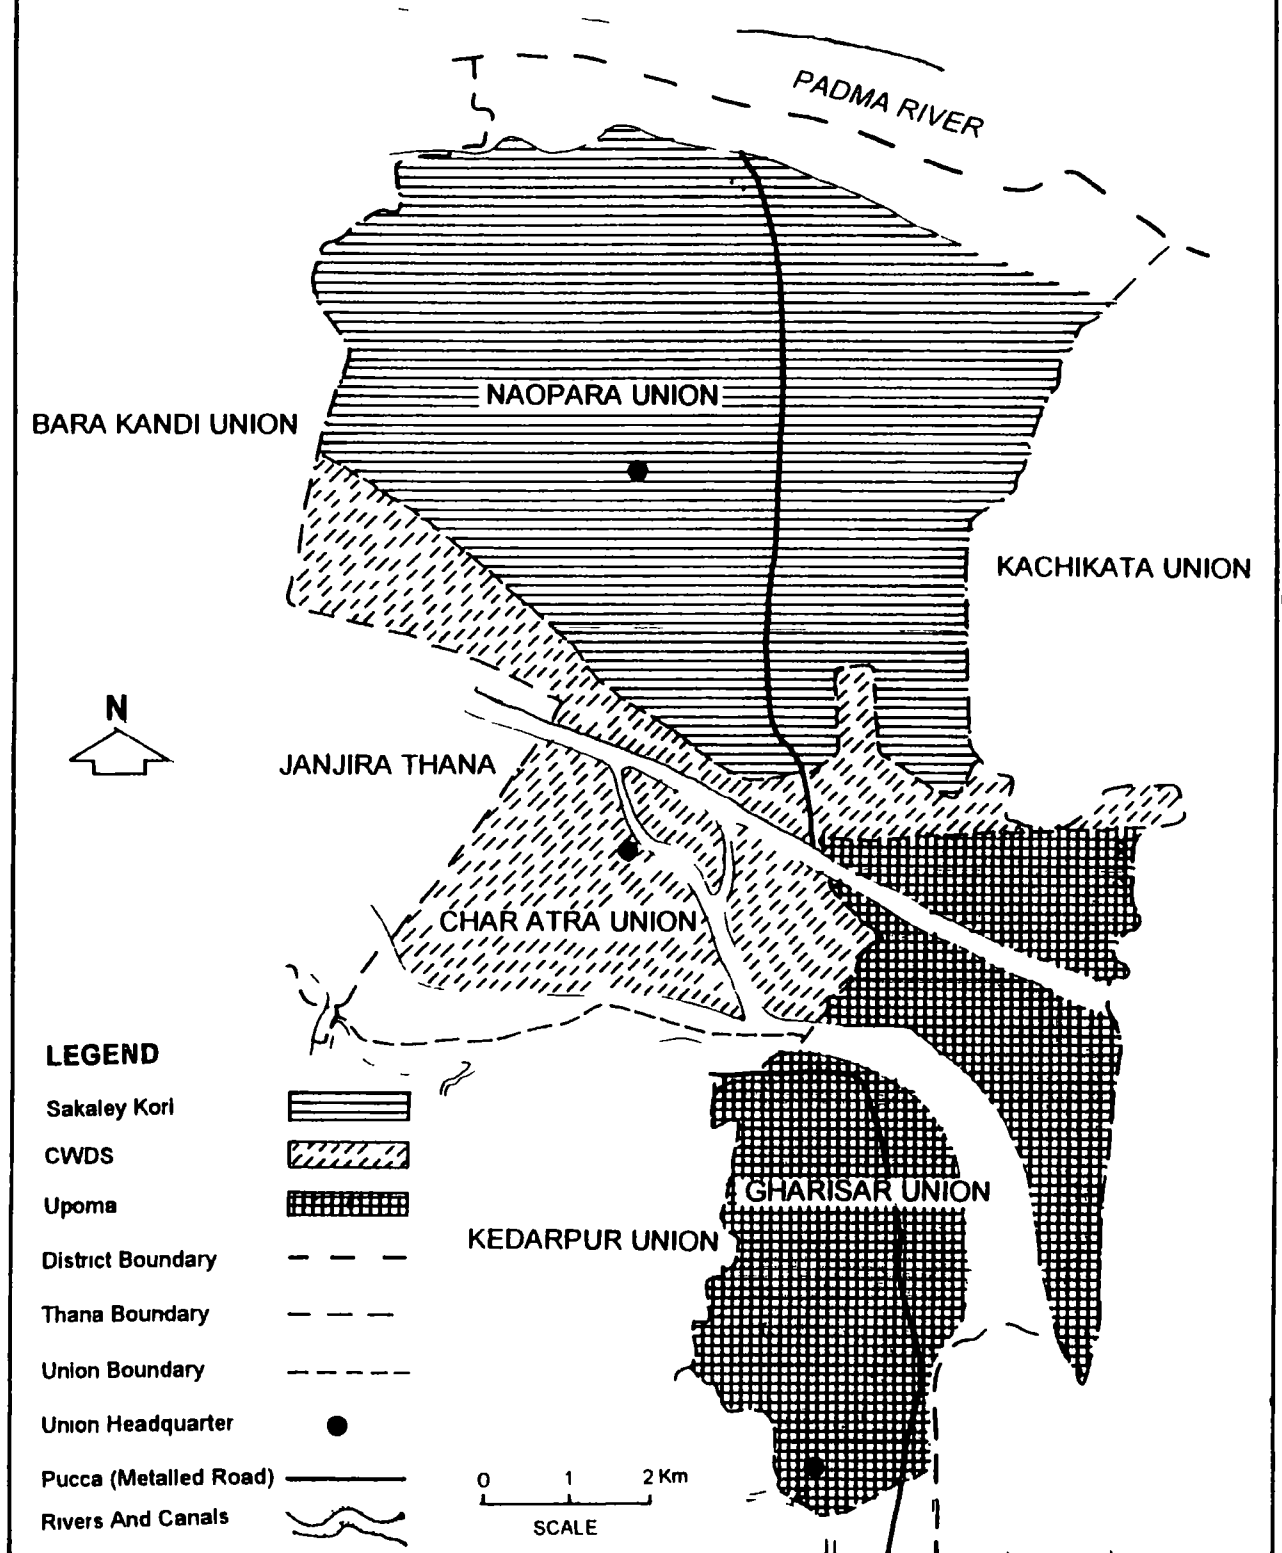 PADMA RIVER
NAOPARA UNION
BARA KANDI UNION
KACHIKATA UNION
N
JANJIRA THANA
CHAR ATRA UNION
GHARISAR UNION
KEDARPUR UNION
LEGEND
Sakaley Kori
CWDS
Upoma
District Boundary
Thana Boundary
Union Boundary
Union Headquarter
Pucca (Metalled Road)
Rivers And Canals
0 1 2 Km
SCALE